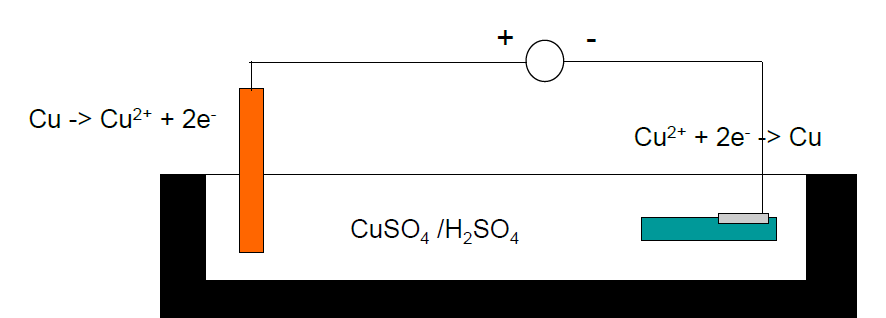 + -
Cu -> Cu²⁺ + 2e⁻
Cu²⁺ + 2e⁻ -> Cu
CuSO₄ /H₂SO₄